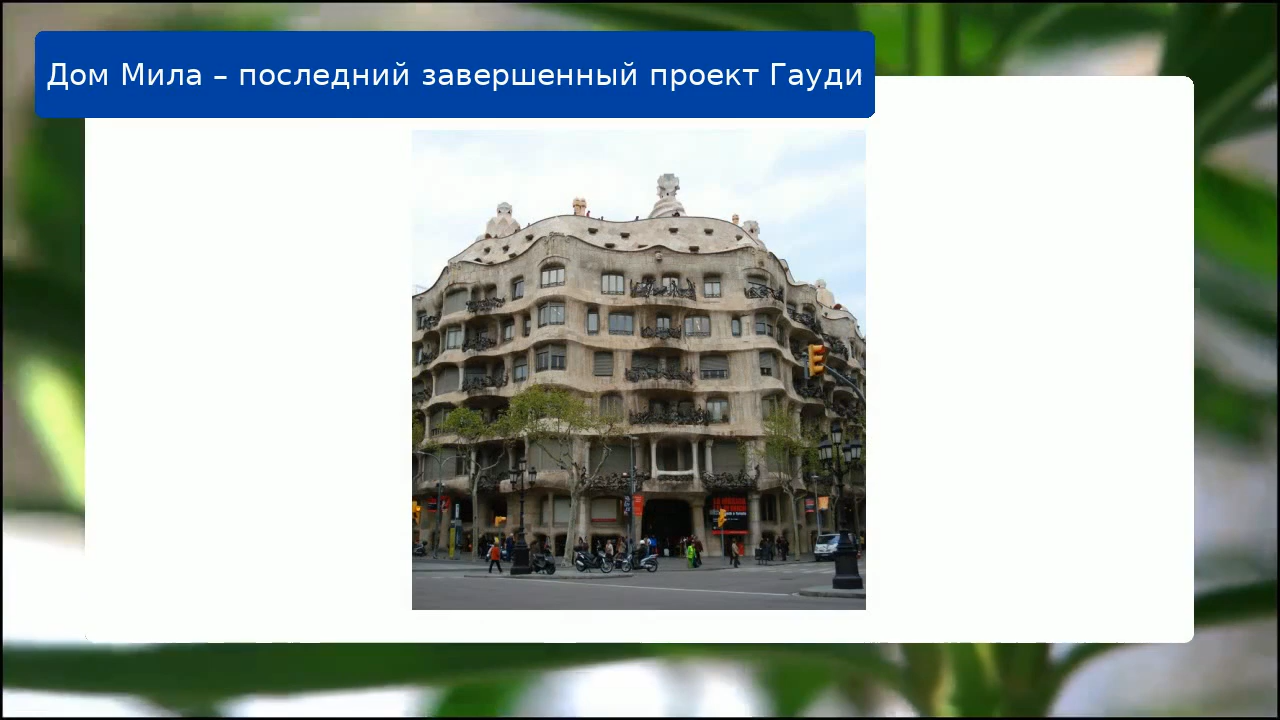 Дом Мила – последний завершенный проект Гауди